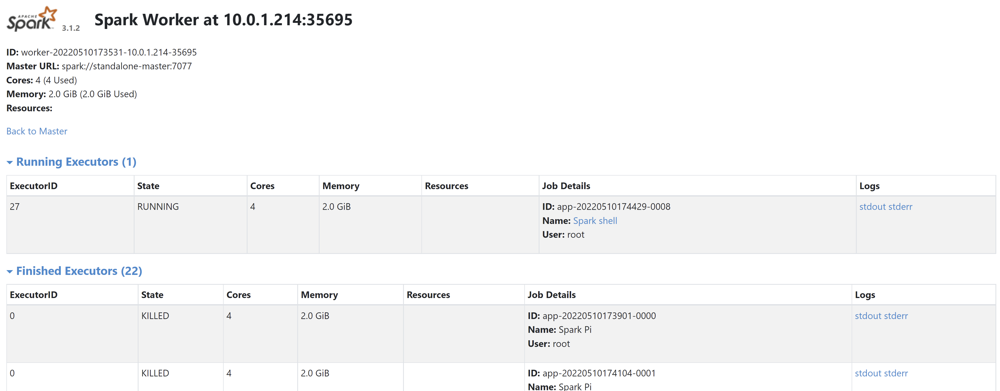 APACHE
Spark™ 3.1.2 Spark Worker at 10.0.1.214:35695
ID: worker-20220510173531-10.0.1.214-35695
Master URL: spark://standalone-master:7077
Cores: 4 (4 Used)
Memory: 2.0 GiB (2.0 GiB Used)
Resources:
Back to Master
Running Executors (1)
ExecutorID State Cores Memory Resources Job Details Logs
27 RUNNING 4 2.0 GiB ID: app-20220510174429-0008 stdout stderr
Name: Spark shell
User: root
Finished Executors (22)
ExecutorID State Cores Memory Resources Job Details Logs
0 KILLED 4 2.0 GiB ID: app-20220510173901-0000 stdout stderr
Name: Spark Pi
User: root
0 KILLED 4 2.0 GiB ID: app-20220510174104-0001 stdout stderr
Name: Spark Pi